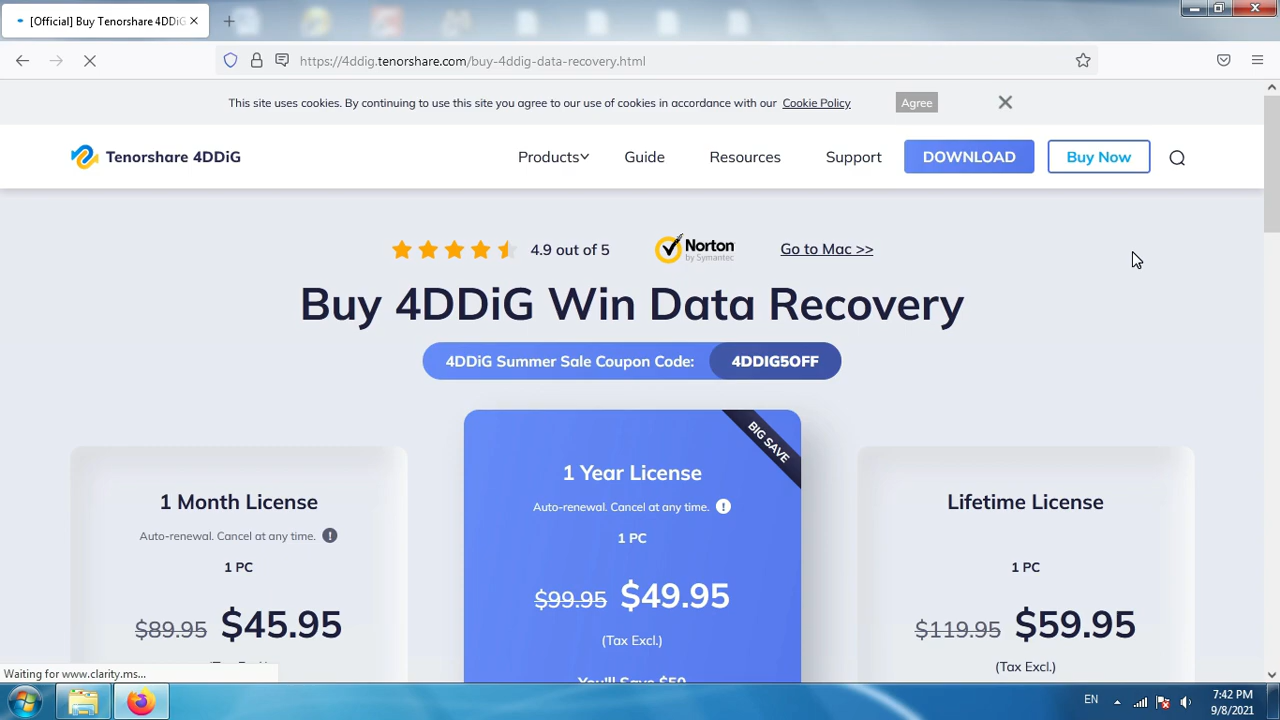 [Official] Buy Tenorshare 4DDiG
https://4ddig.tenorshare.com/buy-4ddig-data-recovery.html
This site uses cookies. By continuing to use this site you agree to our use of cookies in accordance with our Cookie Policy Agree
Tenorshare 4DDiG Products Guide Resources Support DOWNLOAD Buy Now
4.9 out of 5 Norton by Symantec Go to Mac >>
Buy 4DDiG Win Data Recovery
4DDiG Summer Sale Coupon Code: 4DDIG5OFF
BIG SAVE
1 Month License
Auto-renewal. Cancel at any time.
1 PC
$89.95 $45.95
1 Year License
Auto-renewal. Cancel at any time.
1 PC
$99.95 $49.95
(Tax Excl.)
You'll Save $50
Lifetime License
1 PC
$119.95 $59.95
(Tax Excl.)
Waiting for www.clarity.ms...
EN 7:42 PM
9/8/2021